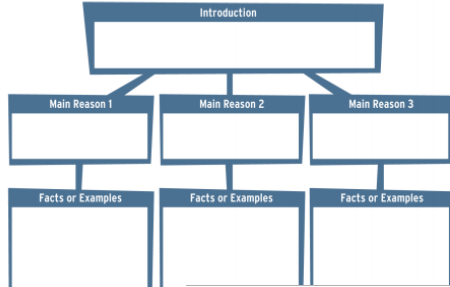 Introduction
Main Reason 1
Main Reason 2
Main Reason 3
Facts or Examples
Facts or Examples
Facts or Examples